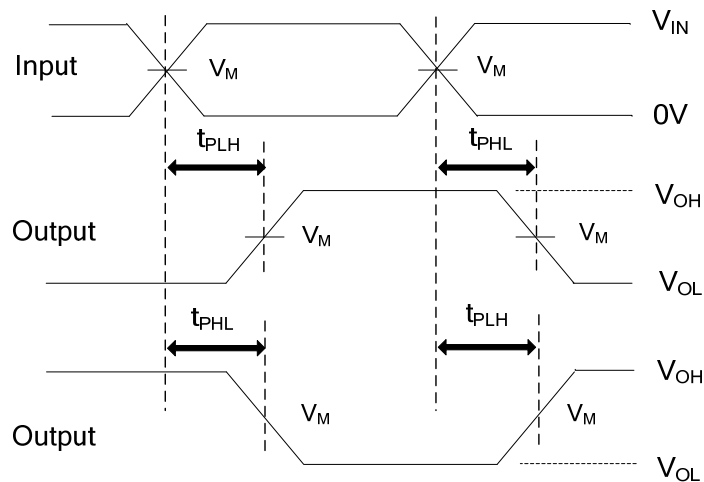 V_IN
Input V_M V_M
0V
t_PLH t_PHL
V_OH
Output V_M V_M
V_OL
t_PHL t_PLH
V_OH
Output V_M V_M
V_OL